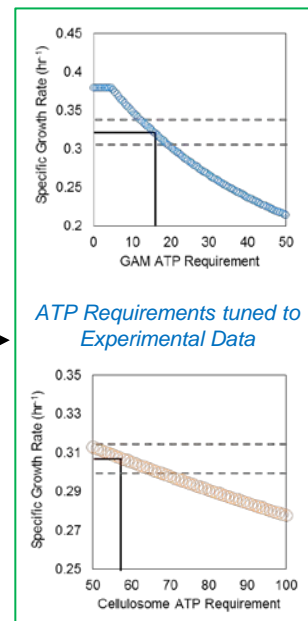 Specific Growth Rate (hr⁻¹)
0.45
0.4
0.35
0.3
0.25
0.2
0 10 20 30 40 50
GAM ATP Requirement
ATP Requirements tuned to
Experimental Data
Specific Growth Rate (hr⁻¹)
0.35
0.33
0.31
0.29
0.27
0.25
50 60 70 80 90 100
Cellulosome ATP Requirement